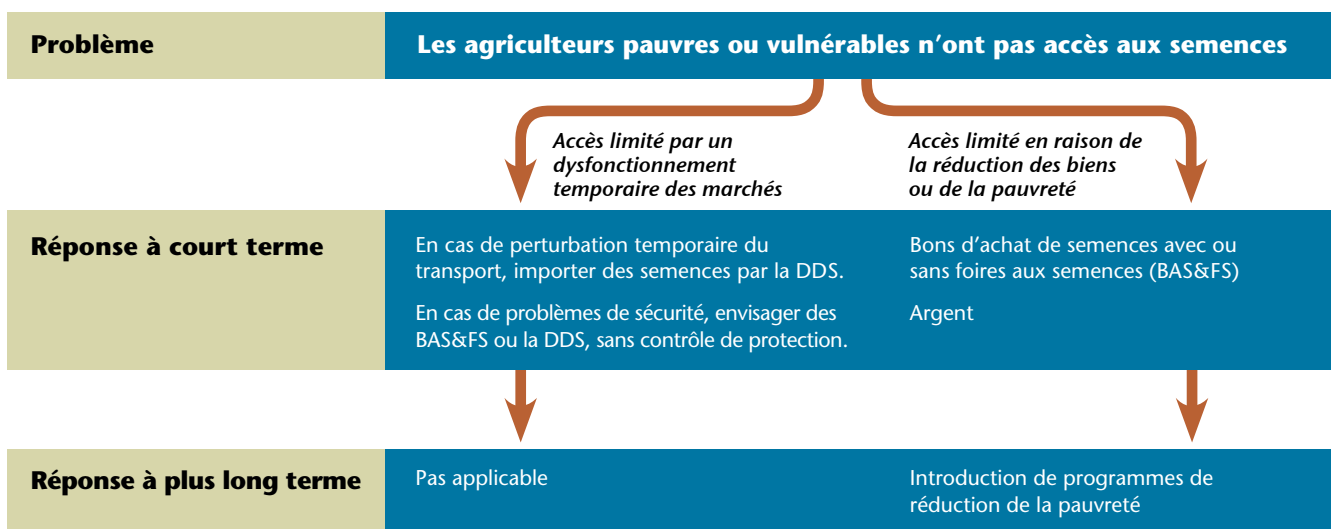 Problème
Les agriculteurs pauvres ou vulnérables n’ont pas accès aux semences
Accès limité par un
dysfonctionnement
temporaire des marchés
Accès limité en raison de
la réduction des biens
ou de la pauvreté
Réponse à court terme
En cas de perturbation temporaire du
transport, importer des semences par la DDS.
En cas de problèmes de sécurité, envisager des
BAS&FS ou la DDS, sans contrôle de protection.
Bons d’achat de semences avec ou
sans foires aux semences (BAS&FS)
Argent
Réponse à plus long terme
Pas applicable
Introduction de programmes de
réduction de la pauvreté